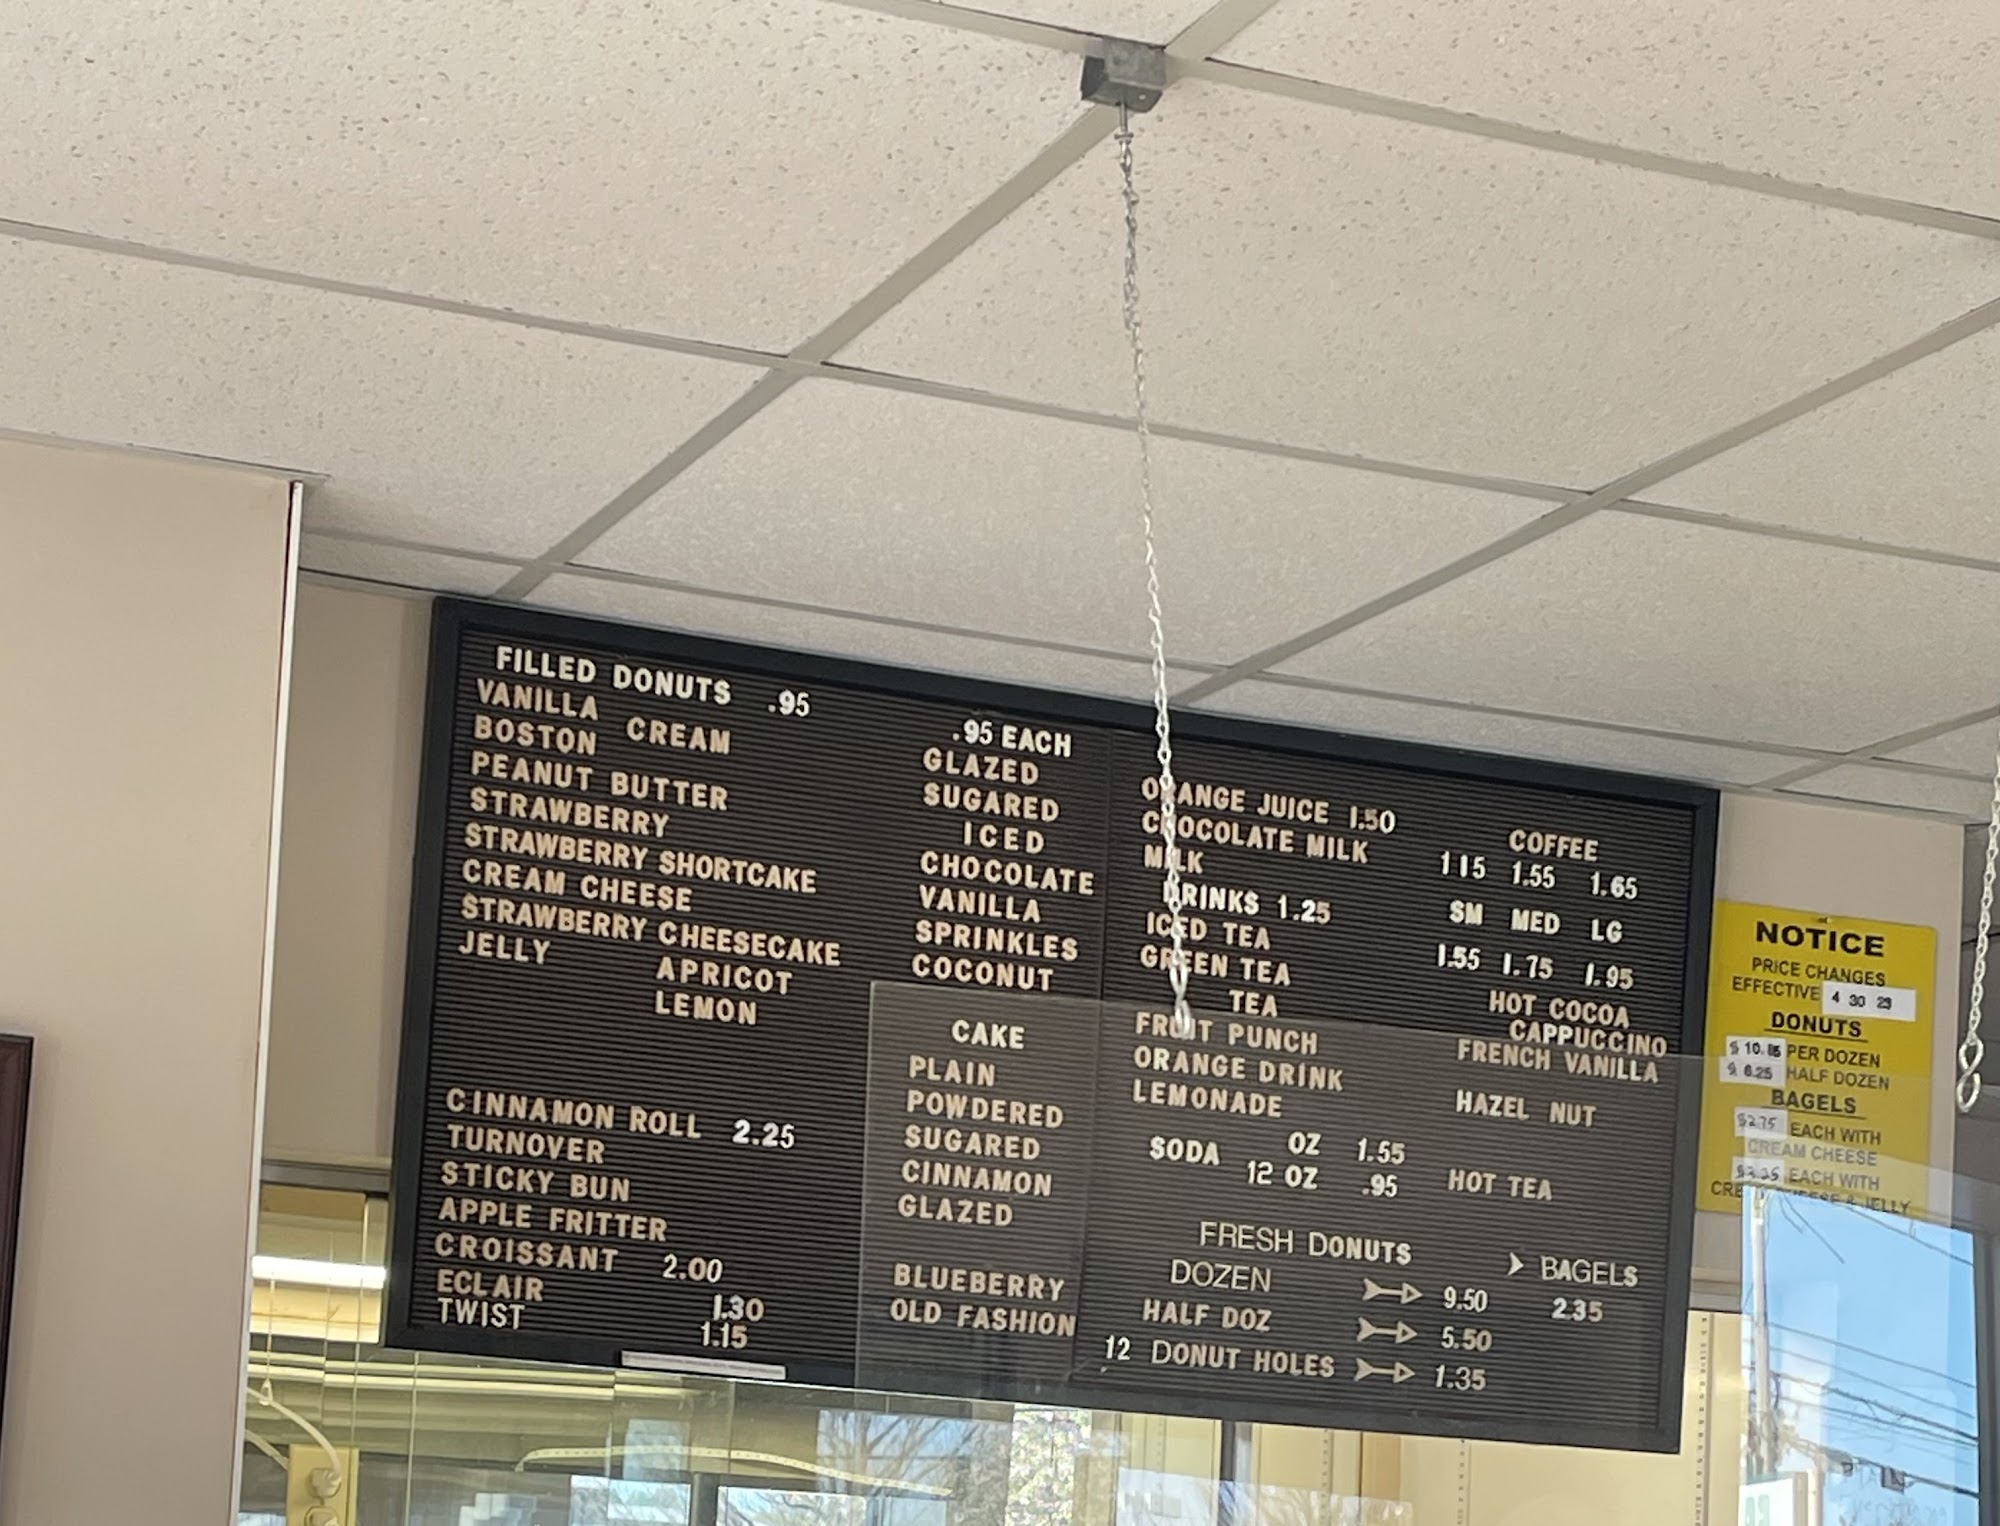 FILLED DONUTS .95
VANILLA CREAM
BOSTON
PEANUT BUTTER
STRAWBERRY
STRAWBERRY SHORTCAKE
CREAM CHEESE
STRAWBERRY CHEESECAKE
JELLY APRICOT
LEMON
CINNAMON ROLL 2.25
TURNOVER
STICKY BUN
APPLE FRITTER
CROISSANT 2.00
ECLAIR 1.30
TWIST 1.15
.95 EACH
GLAZED
SUGARED
ICED
CHOCOLATE
VANILLA
SPRINKLES
COCONUT
CAKE
PLAIN
POWDERED
SUGARED
CINNAMON
GLAZED
BLUEBERRY
OLD FASHION
ORANGE JUICE 1.50
CHOCOLATE MILK
MILK
DRINKS 1.25
ICED TEA
GREEN TEA
TEA
FRUIT PUNCH
ORANGE DRINK
LEMONADE
OZ 1.55
SODA 12 OZ .95
COFFEE
1 15 1.55 1.65
SM MED LG
1.55 1.75 1.95
HOT COCOA
CAPPUCCINO
FRENCH VANILLA
HAZEL NUT
HOT TEA
FRESH DONUTS
DOZEN 9.50
HALF DOZ 5.50
12 DONUT HOLES 1.35
BAGELS
2.35
NOTICE
PRICE CHANGES
EFFECTIVE 4 30 23
DONUTS
PER DOZEN
HALF DOZEN
BAGELS
$2.75 EACH WITH
CREAM CHEESE
EACH WITH
CHEESE & JELLY